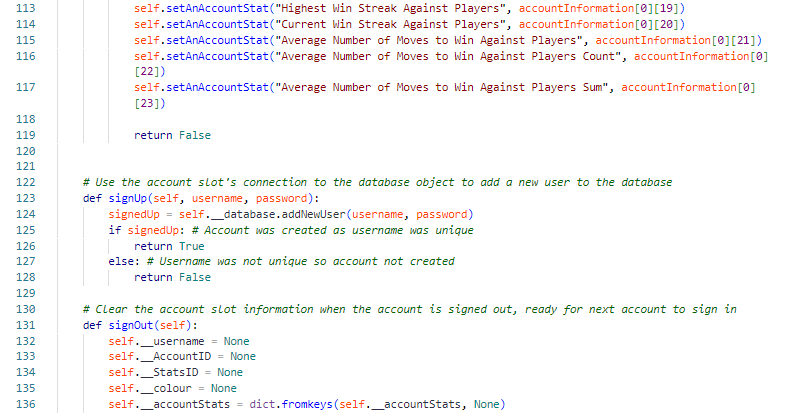 113 self.setAnAccountStat("Highest Win Streak Against Players", accountInformation[0][19])
114 self.setAnAccountStat("Current Win Streak Against Players", accountInformation[0][20])
115 self.setAnAccountStat("Average Number of Moves to Win Against Players", accountInformation[0][21])
116 self.setAnAccountStat("Average Number of Moves to Win Against Players Count", accountInformation[0]
[22])
117 self.setAnAccountStat("Average Number of Moves to Win Against Players Sum", accountInformation[0]
[23])
118
119 return False
120
121
122 # Use the account slot's connection to the database object to add a new user to the database
123 def signUp(self, username, password):
124 signedUp = self.__database.addNewUser(username, password)
125 if signedUp: # Account was created as username was unique
126 return True
127 else: # Username was not unique so account not created
128 return False
129
130 # Clear the account slot information when the account is signed out, ready for next account to sign in
131 def signOut(self):
132 self.__username = None
133 self.__AccountID = None
134 self.__StatsID = None
135 self.__colour = None
136 self.__accountStats = dict.fromkeys(self.__accountStats, None)